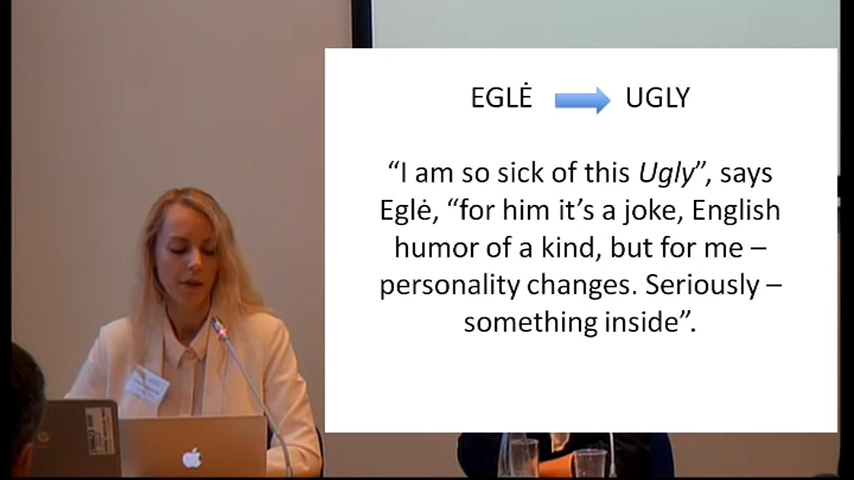 EGLĖ UGLY
“I am so sick of this Ugly”, says
Eglė, “for him it’s a joke, English
humor of a kind, but for me –
personality changes. Seriously –
something inside”.